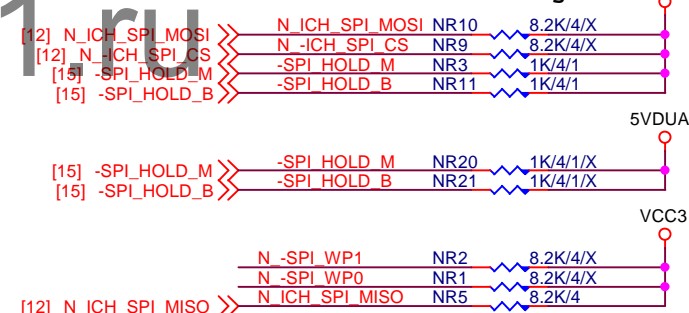 [12] N_ICH_SPI_MOSI N_ICH_SPI_MOSI NR10 8.2K/4/X
[12] N_-ICH_SPI_CS N_-ICH_SPI_CS NR9 8.2K/4/X
[15] -SPI_HOLD_M -SPI_HOLD_M NR3 1K/4/1
[15] -SPI_HOLD_B -SPI_HOLD_B NR11 1K/4/1
5VDUA
[15] -SPI_HOLD_M -SPI_HOLD_M NR20 1K/4/1/X
[15] -SPI_HOLD_B -SPI_HOLD_B NR21 1K/4/1/X
VCC3
N_-SPI_WP1 NR2 8.2K/4/X
N_-SPI_WP0 NR1 8.2K/4/X
[12] N_ICH_SPI_MISO N_ICH_SPI_MISO NR5 8.2K/4
1.ru